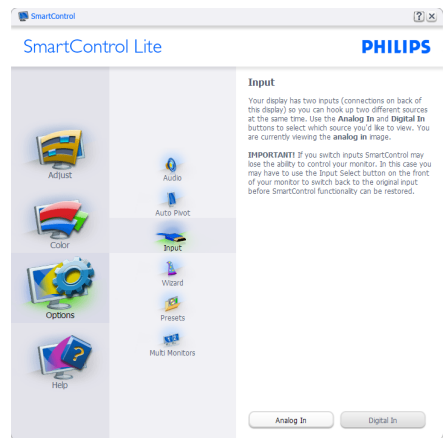 SmartControl
SmartControl Lite
PHILIPS
Adjust
Color
Options
Help
Audio
Auto Pivot
Input
Wizard
Presets
Multi Monitors
Input
Your display has two inputs (connections on back of
this display) so you can hook up two different sources
at the same time. Use the Analog In and Digital In
buttons to select which source you'd like to view. You
are currently viewing the analog in image.
IMPORTANT! If you switch inputs SmartControl may
lose the ability to control your monitor. In this case you
may have to use the Input Select button on the front
of your monitor to switch back to the original input
before SmartControl functionality can be restored.
Analog In
Digital In